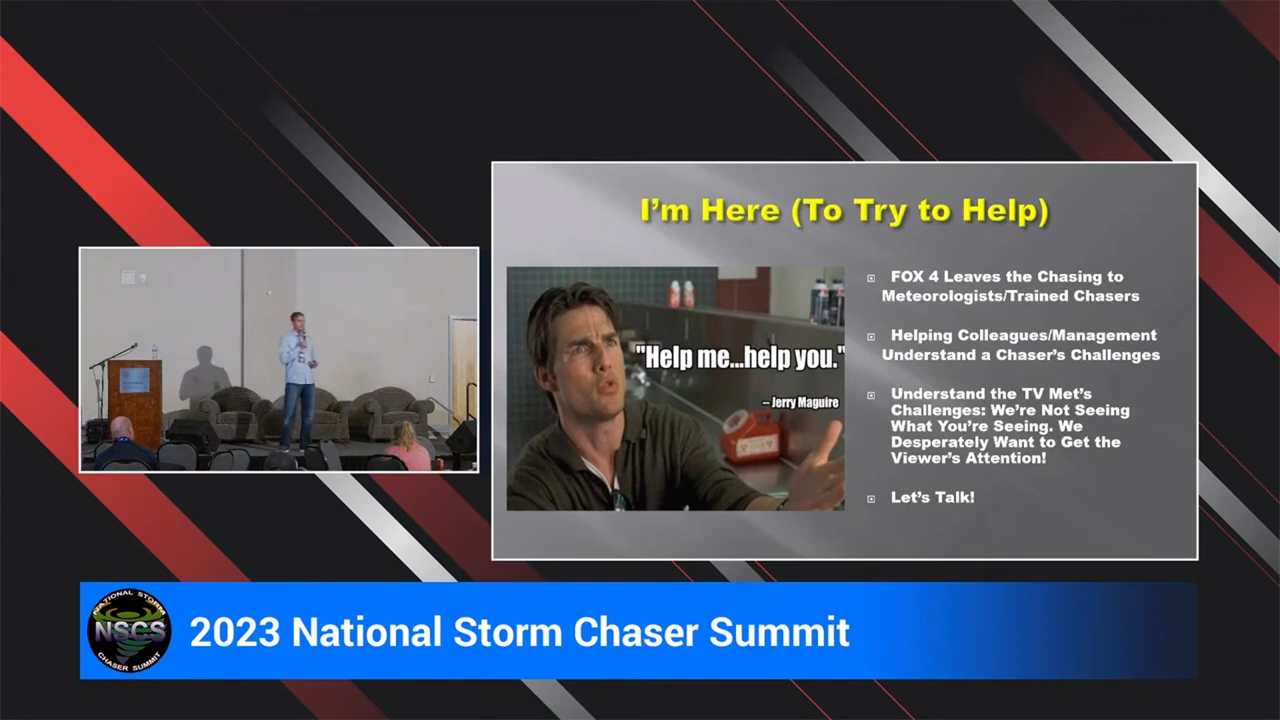 I'm Here (To Try to Help)
"Help me...help you."
-- Jerry Maguire
FOX 4 Leaves the Chasing to
Meteorologists/Trained Chasers
Helping Colleagues/Management
Understand a Chaser's Challenges
Understand the TV Met's
Challenges: We're Not Seeing
What You're Seeing. We
Desperately Want to Get the
Viewer's Attention!
Let's Talk!
NATIONAL STORM
NSCS
CHASER SUMMIT
2023 National Storm Chaser Summit